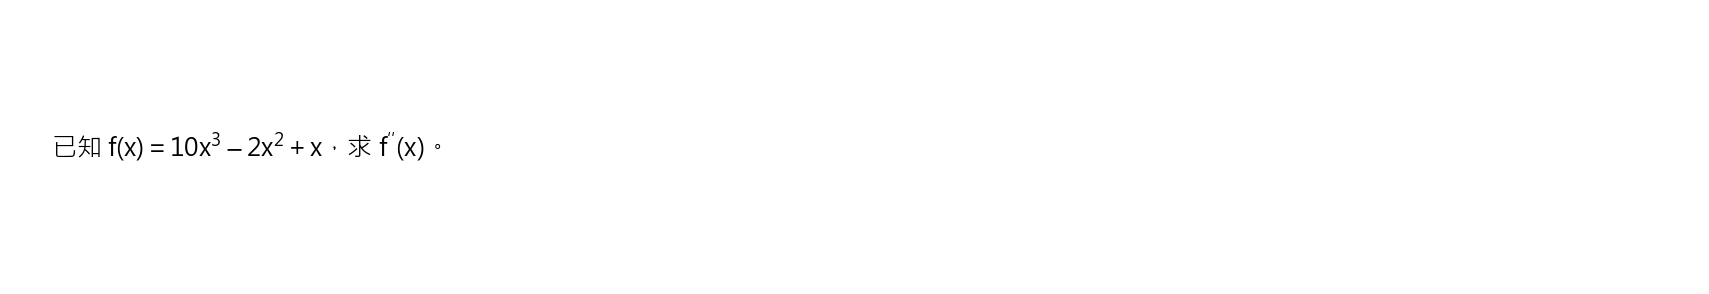 已知 f(x) = 10x³ – 2x² + x，求 f′′(x)。